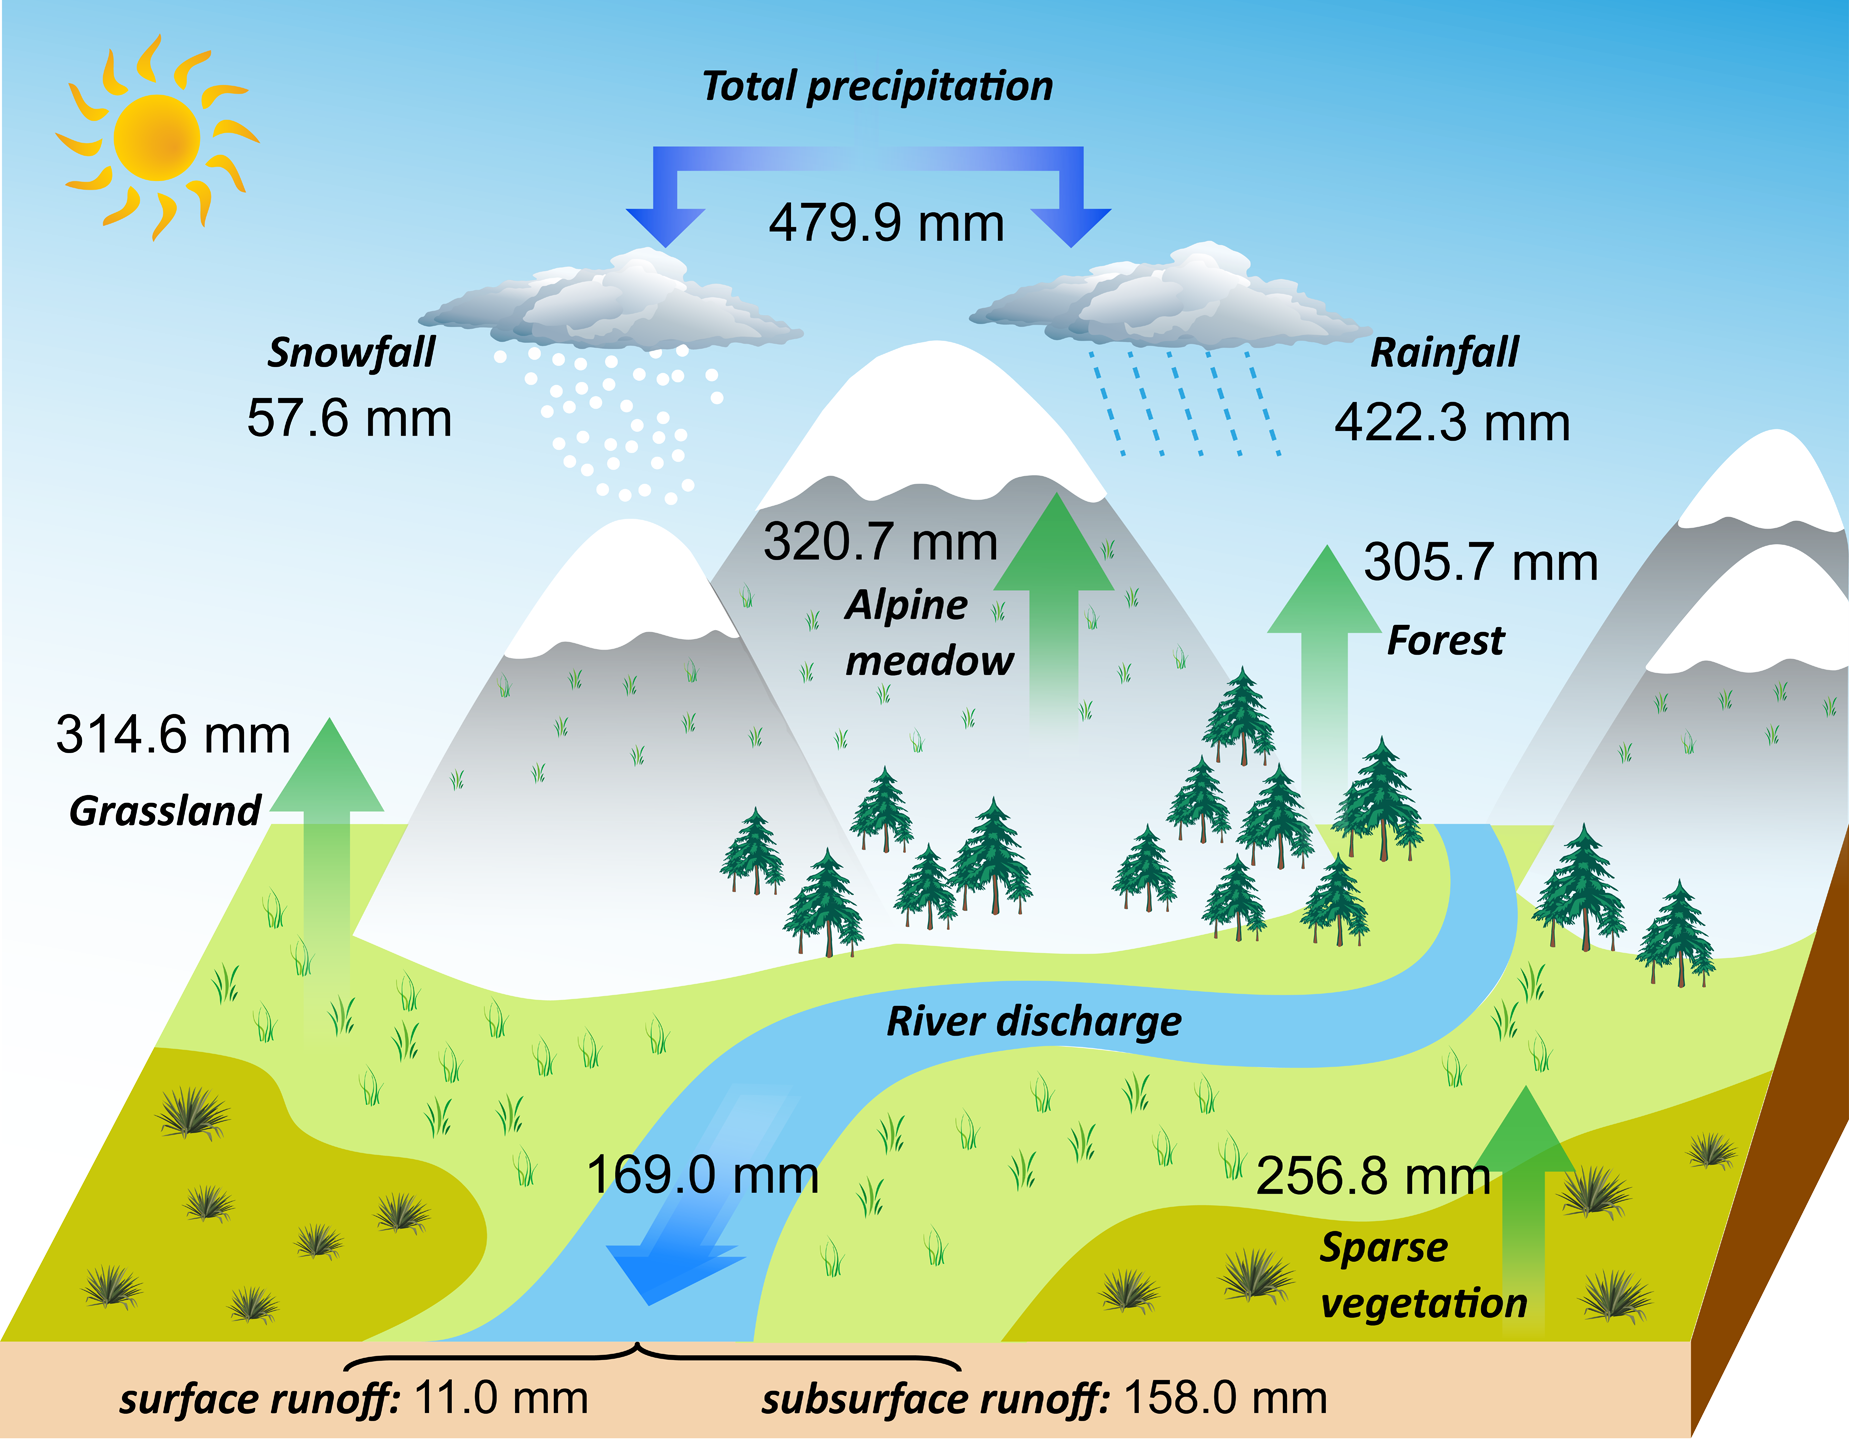 Total precipitation
479.9 mm
Snowfall
57.6 mm
Rainfall
422.3 mm
320.7 mm
Alpine
meadow
305.7 mm
Forest
314.6 mm
Grassland
River discharge
169.0 mm
256.8 mm
Sparse
vegetation
surface runoff: 11.0 mm
subsurface runoff: 158.0 mm